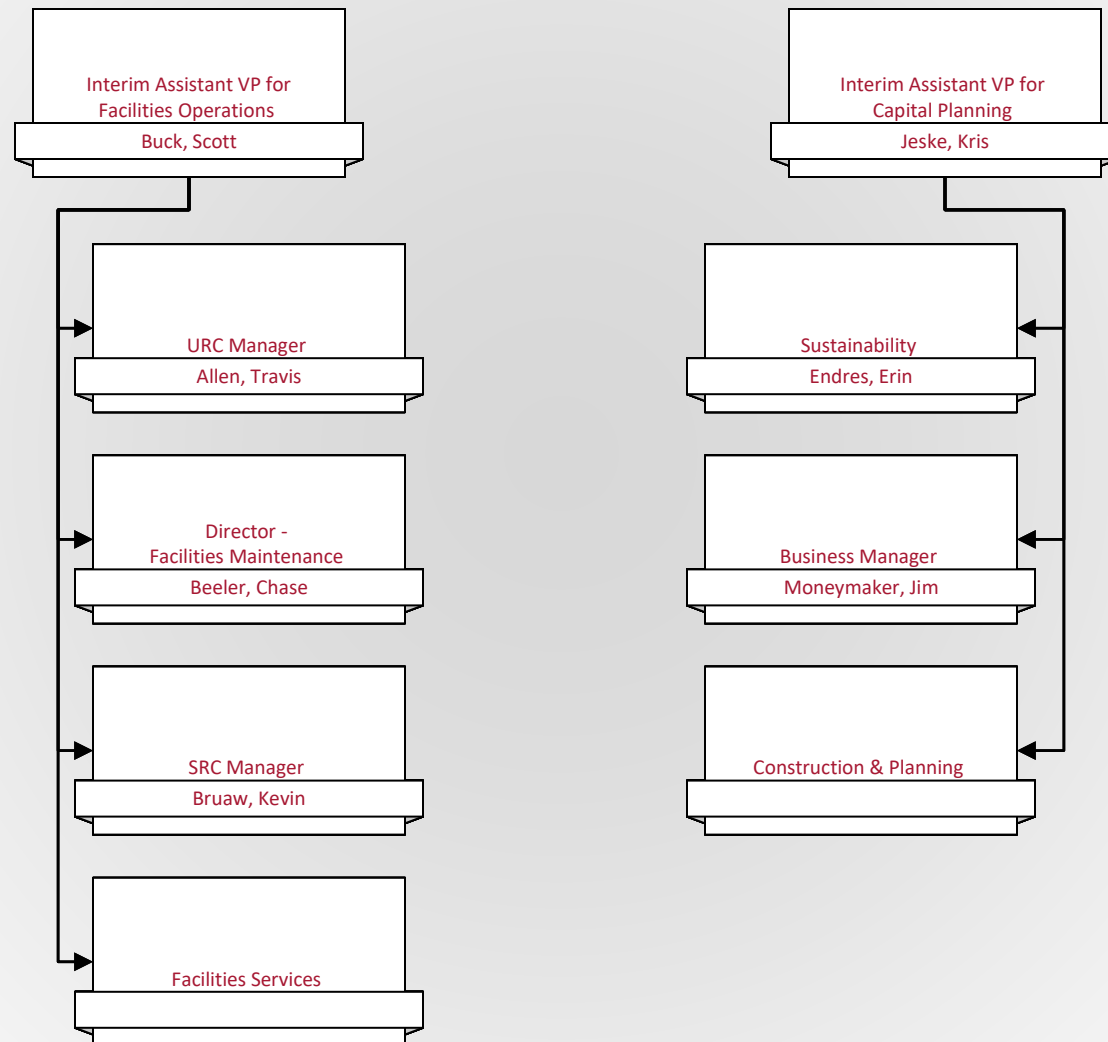 Interim Assistant VP for
Facilities Operations
Buck, Scott
Interim Assistant VP for
Capital Planning
Jeske, Kris
URC Manager
Allen, Travis
Sustainability
Endres, Erin
Director -
Facilities Maintenance
Beeler, Chase
Business Manager
Moneymaker, Jim
SRC Manager
Bruaw, Kevin
Construction & Planning
Facilities Services